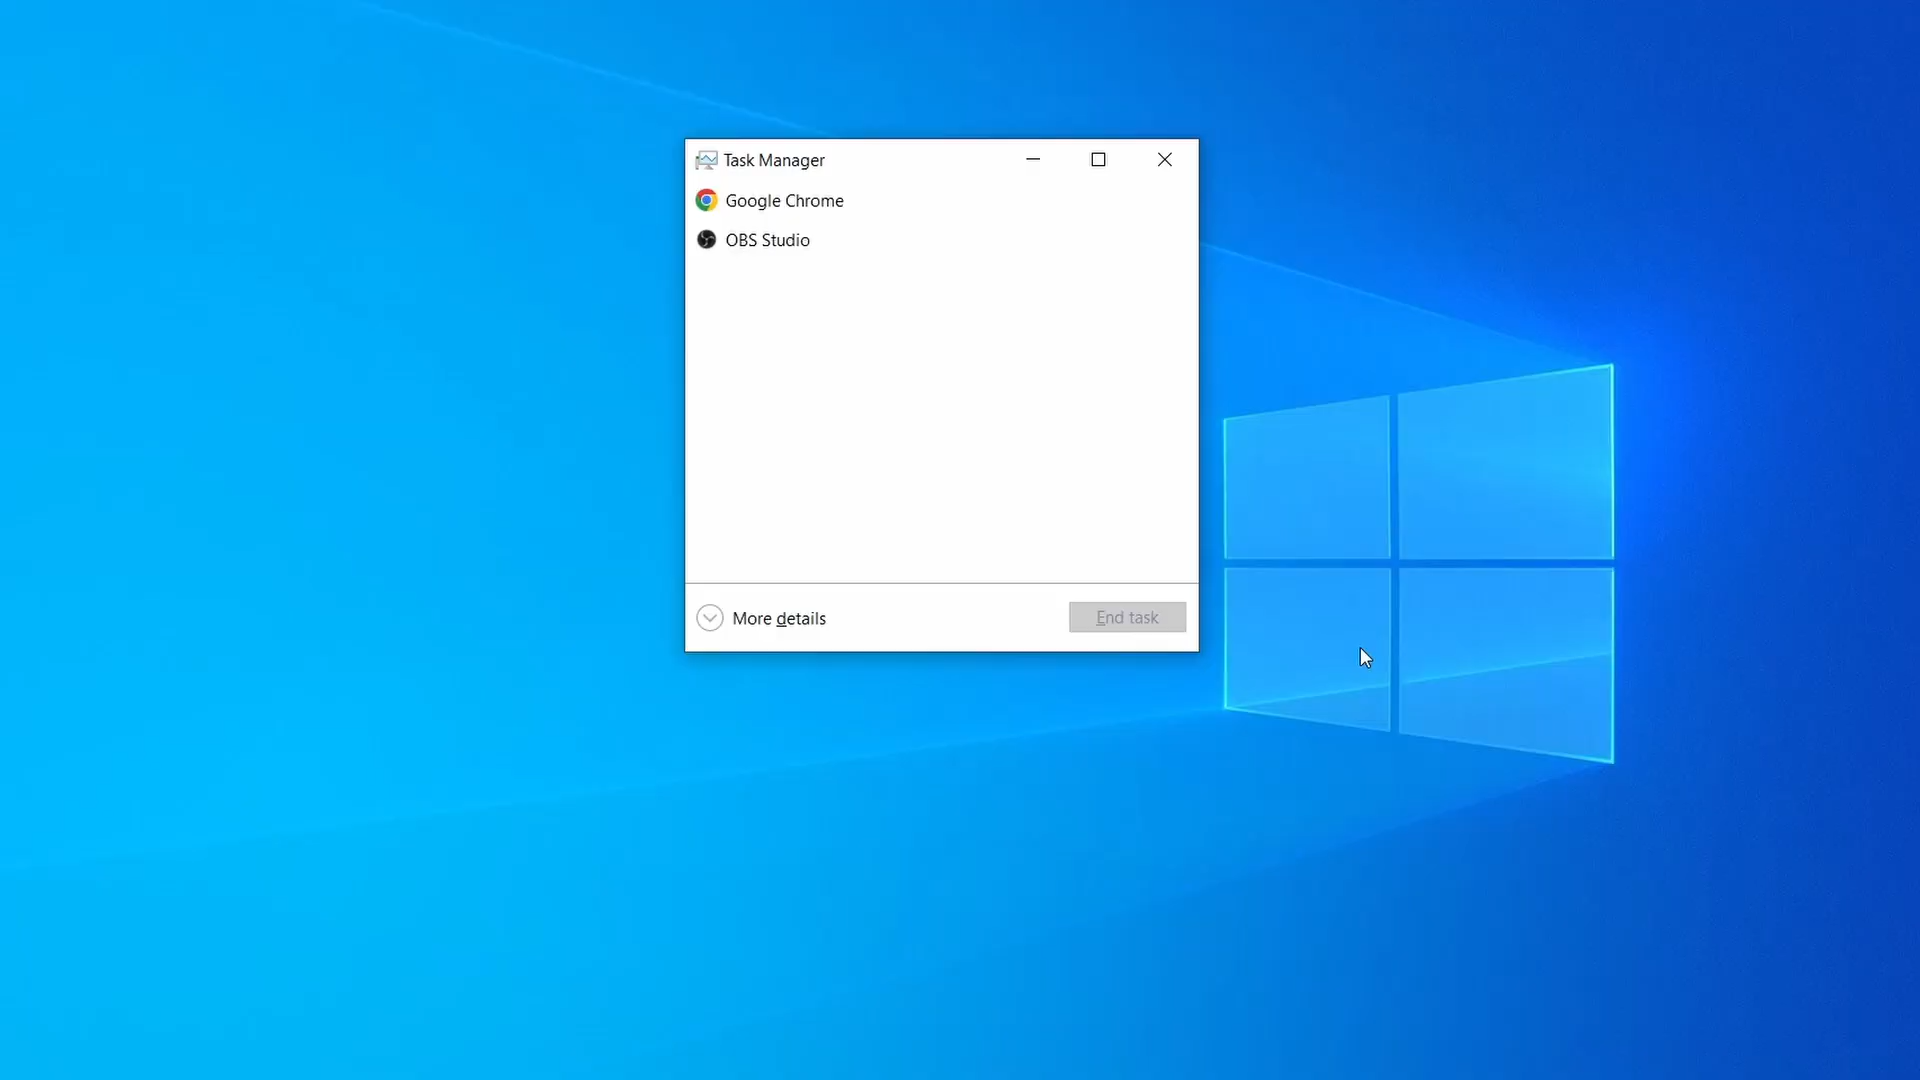 Task Manager
Google Chrome
OBS Studio
More details
End task